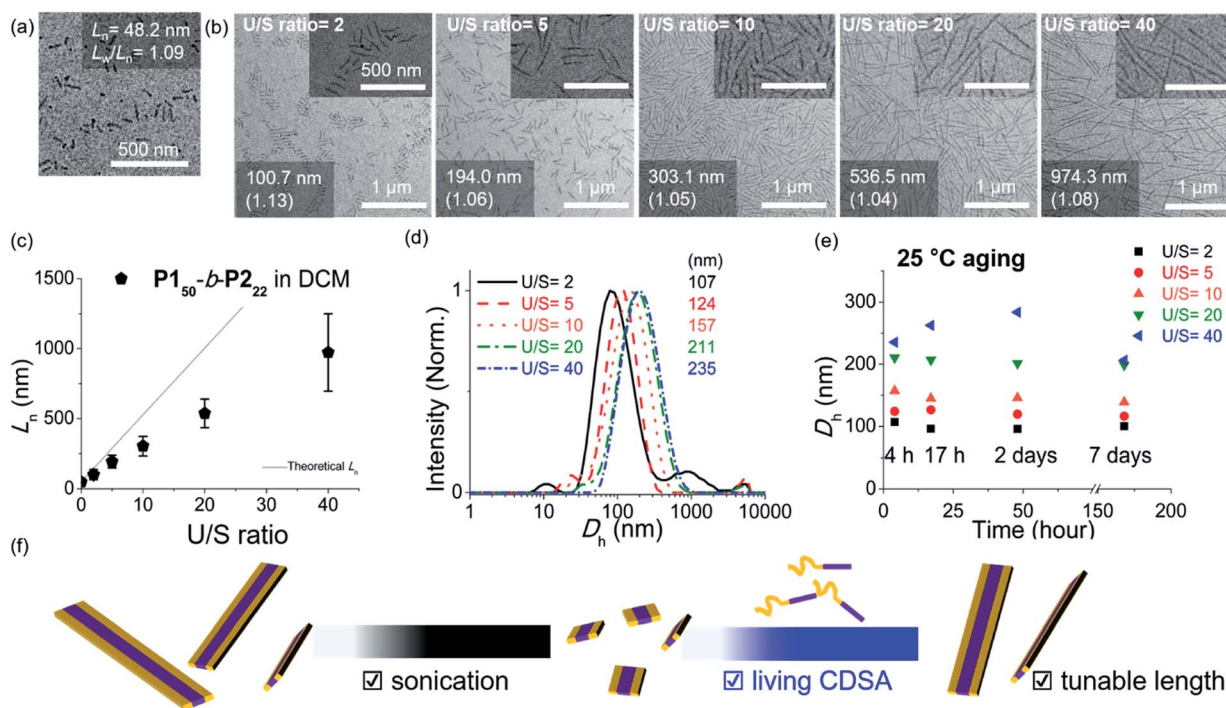 (a)
Lₙ= 48.2 nm
L_w/Lₙ= 1.09
500 nm
(b)
U/S ratio= 2
500 nm
100.7 nm
(1.13)
1 µm
U/S ratio= 5
194.0 nm
(1.06)
1 µm
U/S ratio= 10
303.1 nm
(1.05)
1 µm
U/S ratio= 20
536.5 nm
(1.04)
1 µm
U/S ratio= 40
974.3 nm
(1.08)
1 µm
(c)
P1₅₀-b-P2₂₂ in DCM
1500
1000
500
0
Lₙ (nm)
Theoretical Lₙ
0 10 20 30 40
U/S ratio
(d)
(nm)
U/S= 2 107
U/S= 5 124
U/S= 10 157
U/S= 20 211
U/S= 40 235
1
0
Intensity (Norm.)
1 10 100 1000 10000
Dₕ (nm)
(e)
25 °C aging
U/S= 2
U/S= 5
U/S= 10
U/S= 20
U/S= 40
300
200
100
0
Dₕ (nm)
4 h 17 h 2 days 7 days
0 25 50 150 200
Time (hour)
(f)
☑ sonication
☑ living CDSA
☑ tunable length